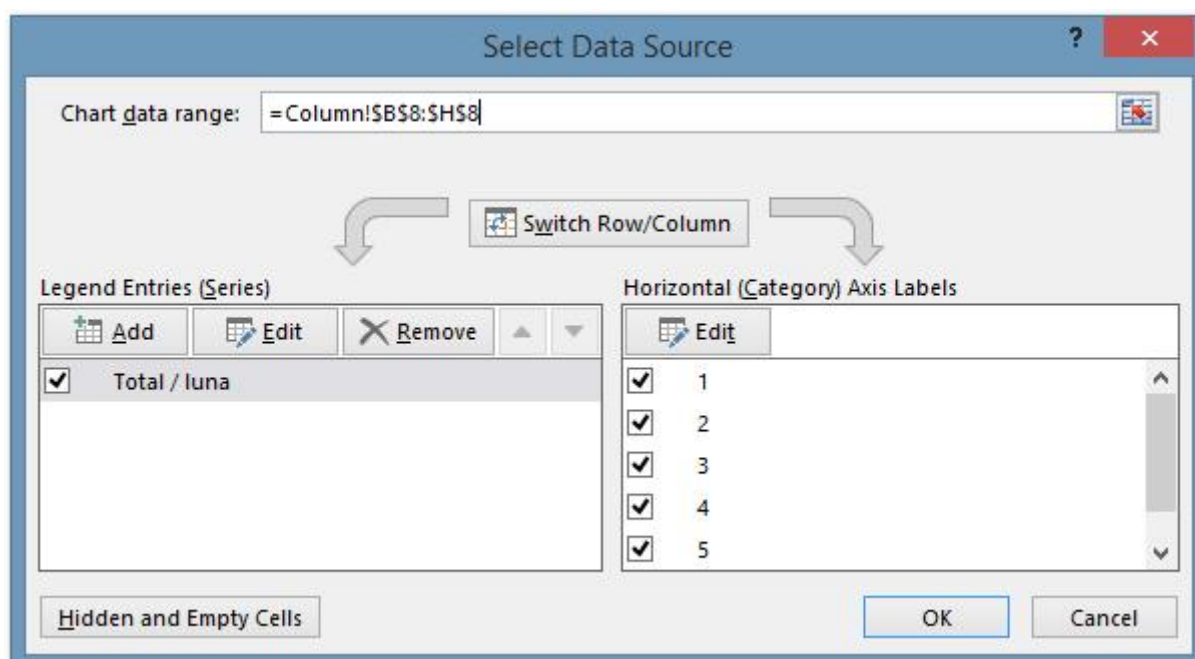 Select Data Source
?
Chart data range: =Column!$B$8:$H$8
Switch Row/Column
Legend Entries (Series)
Add Edit Remove
Total / luna
Horizontal (Category) Axis Labels
Edit
1
2
3
4
5
Hidden and Empty Cells
OK Cancel